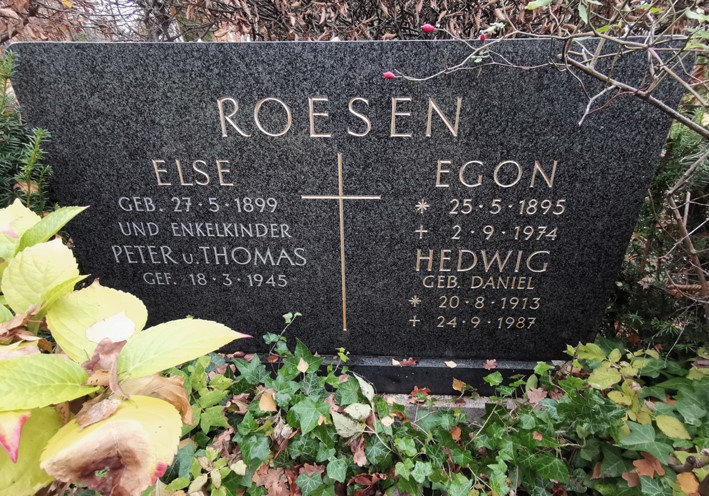 ROESEN
ELSE
GEB. 27·5·1899
UND ENKELKINDER
PETER u. THOMAS
GEF. 18·3·1945
EGON
* 25·5·1895
+ 2·9·1974
HEDWIG
GEB. DANIEL
* 20·8·1913
+ 24·9·1987